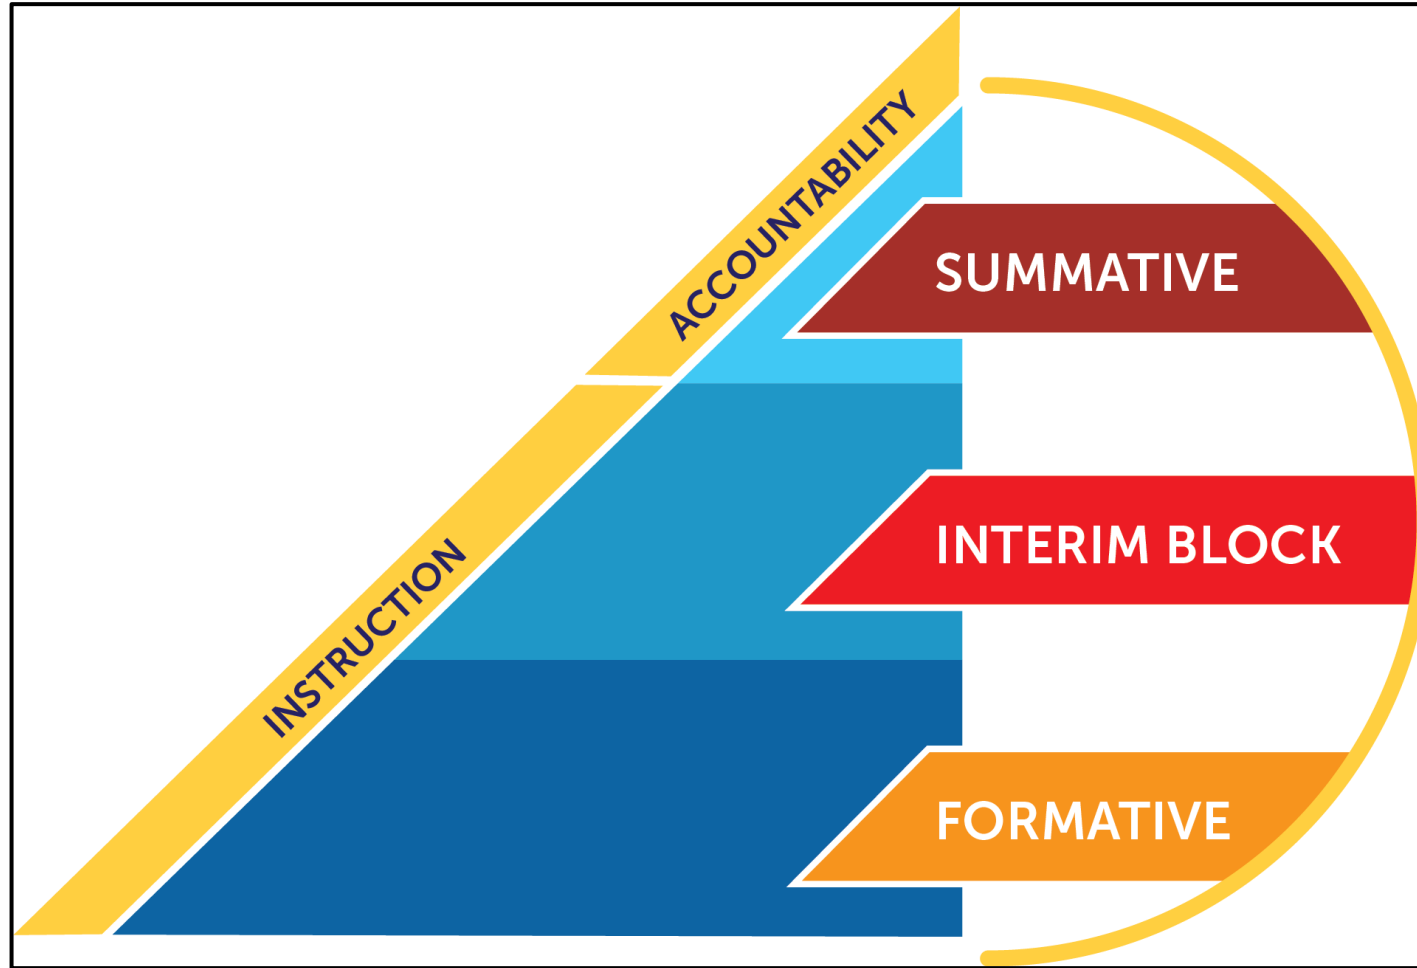 ACCOUNTABILITY
SUMMATIVE
INSTRUCTION
INTERIM BLOCK
FORMATIVE